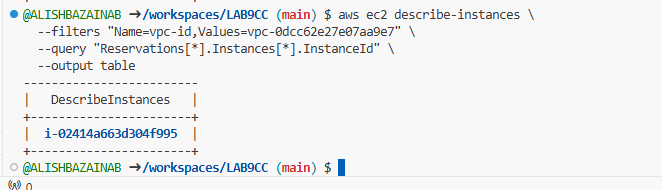 @ALISHBAZAINAB ➜/workspaces/LAB9CC (main) $ aws ec2 describe-instances \
  --filters "Name=vpc-id,Values=vpc-0dcc62e27e07aa9e7" \
  --query "Reservations[*].Instances[*].InstanceId" \
  --output table
-------------------------
|   DescribeInstances   |
+-----------------------+
|  i-02414a663d304f995  |
+-----------------------+
@ALISHBAZAINAB ➜/workspaces/LAB9CC (main) $
0